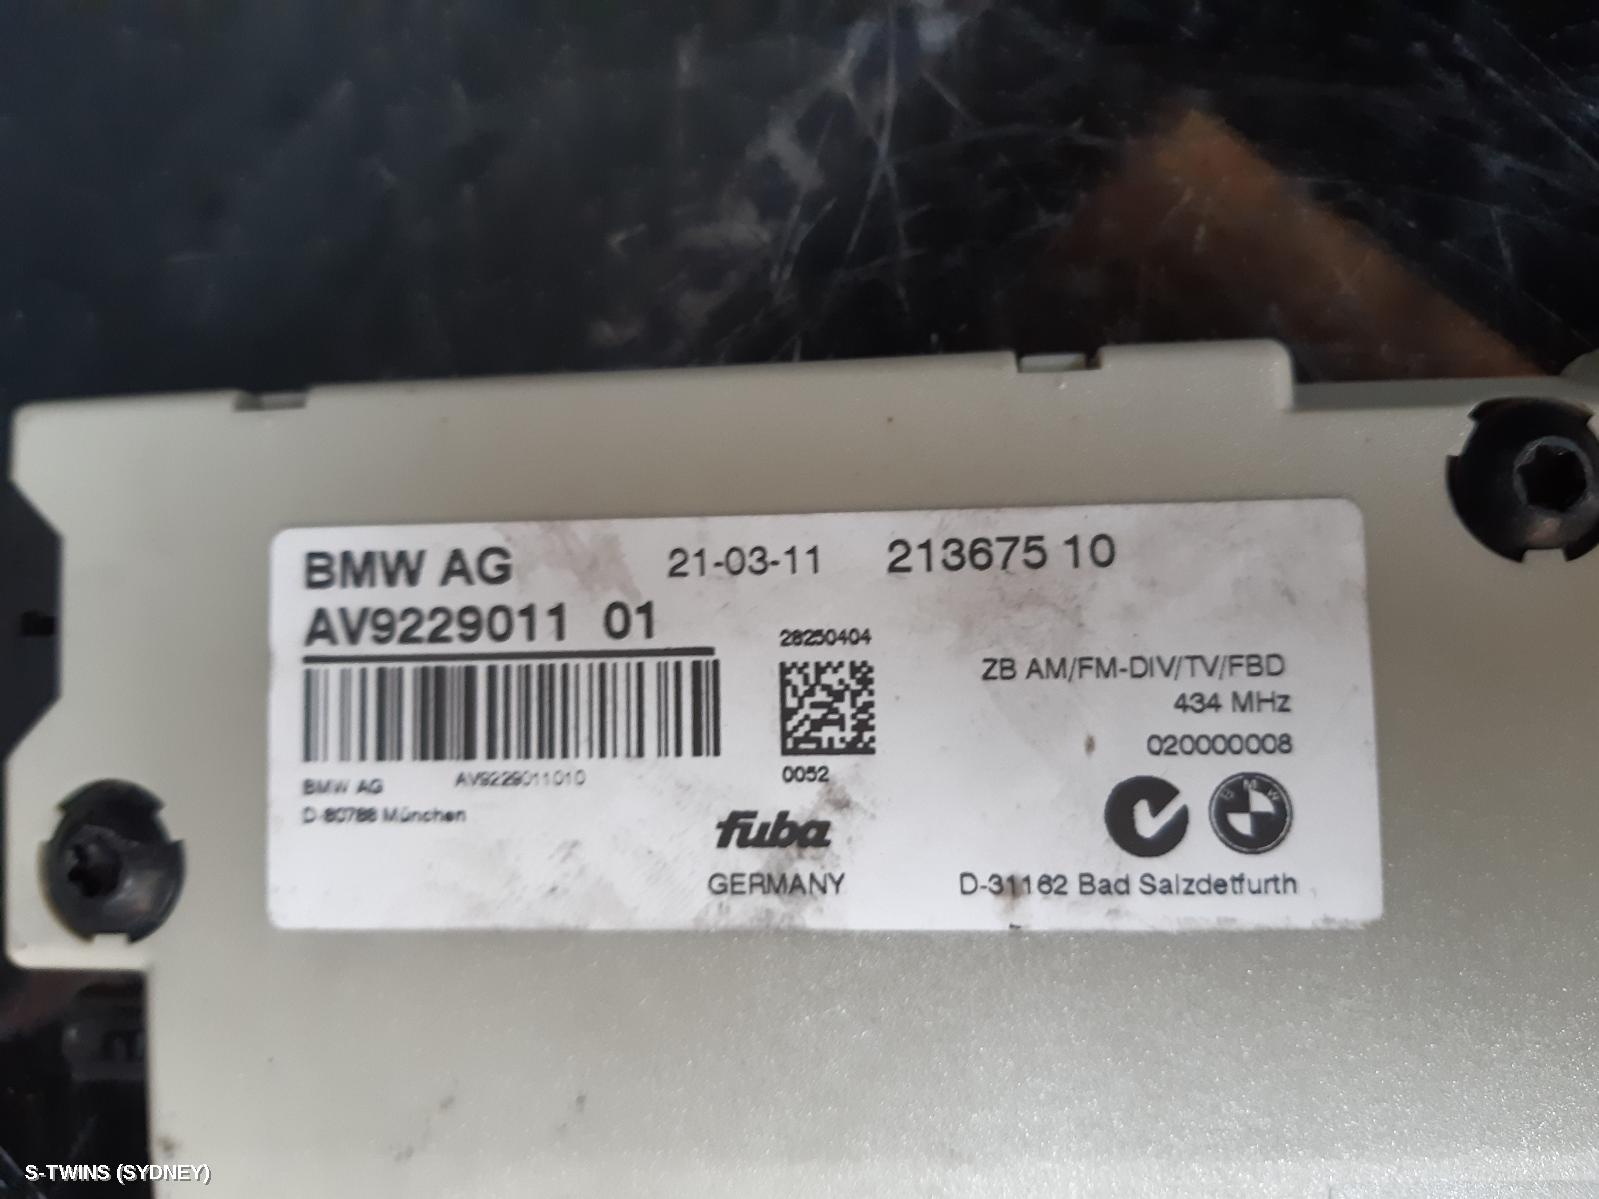 BMW AG 21-03-11 213675 10
AV9229011 01
28250404
ZB AM/FM-DIV/TV/FBD
434 MHz
020000008
BMW AG AV9229011010
D-80788 München
0052
fuba
GERMANY
BMW
D-31162 Bad Salzdetfurth
S-TWINS (SYDNEY)